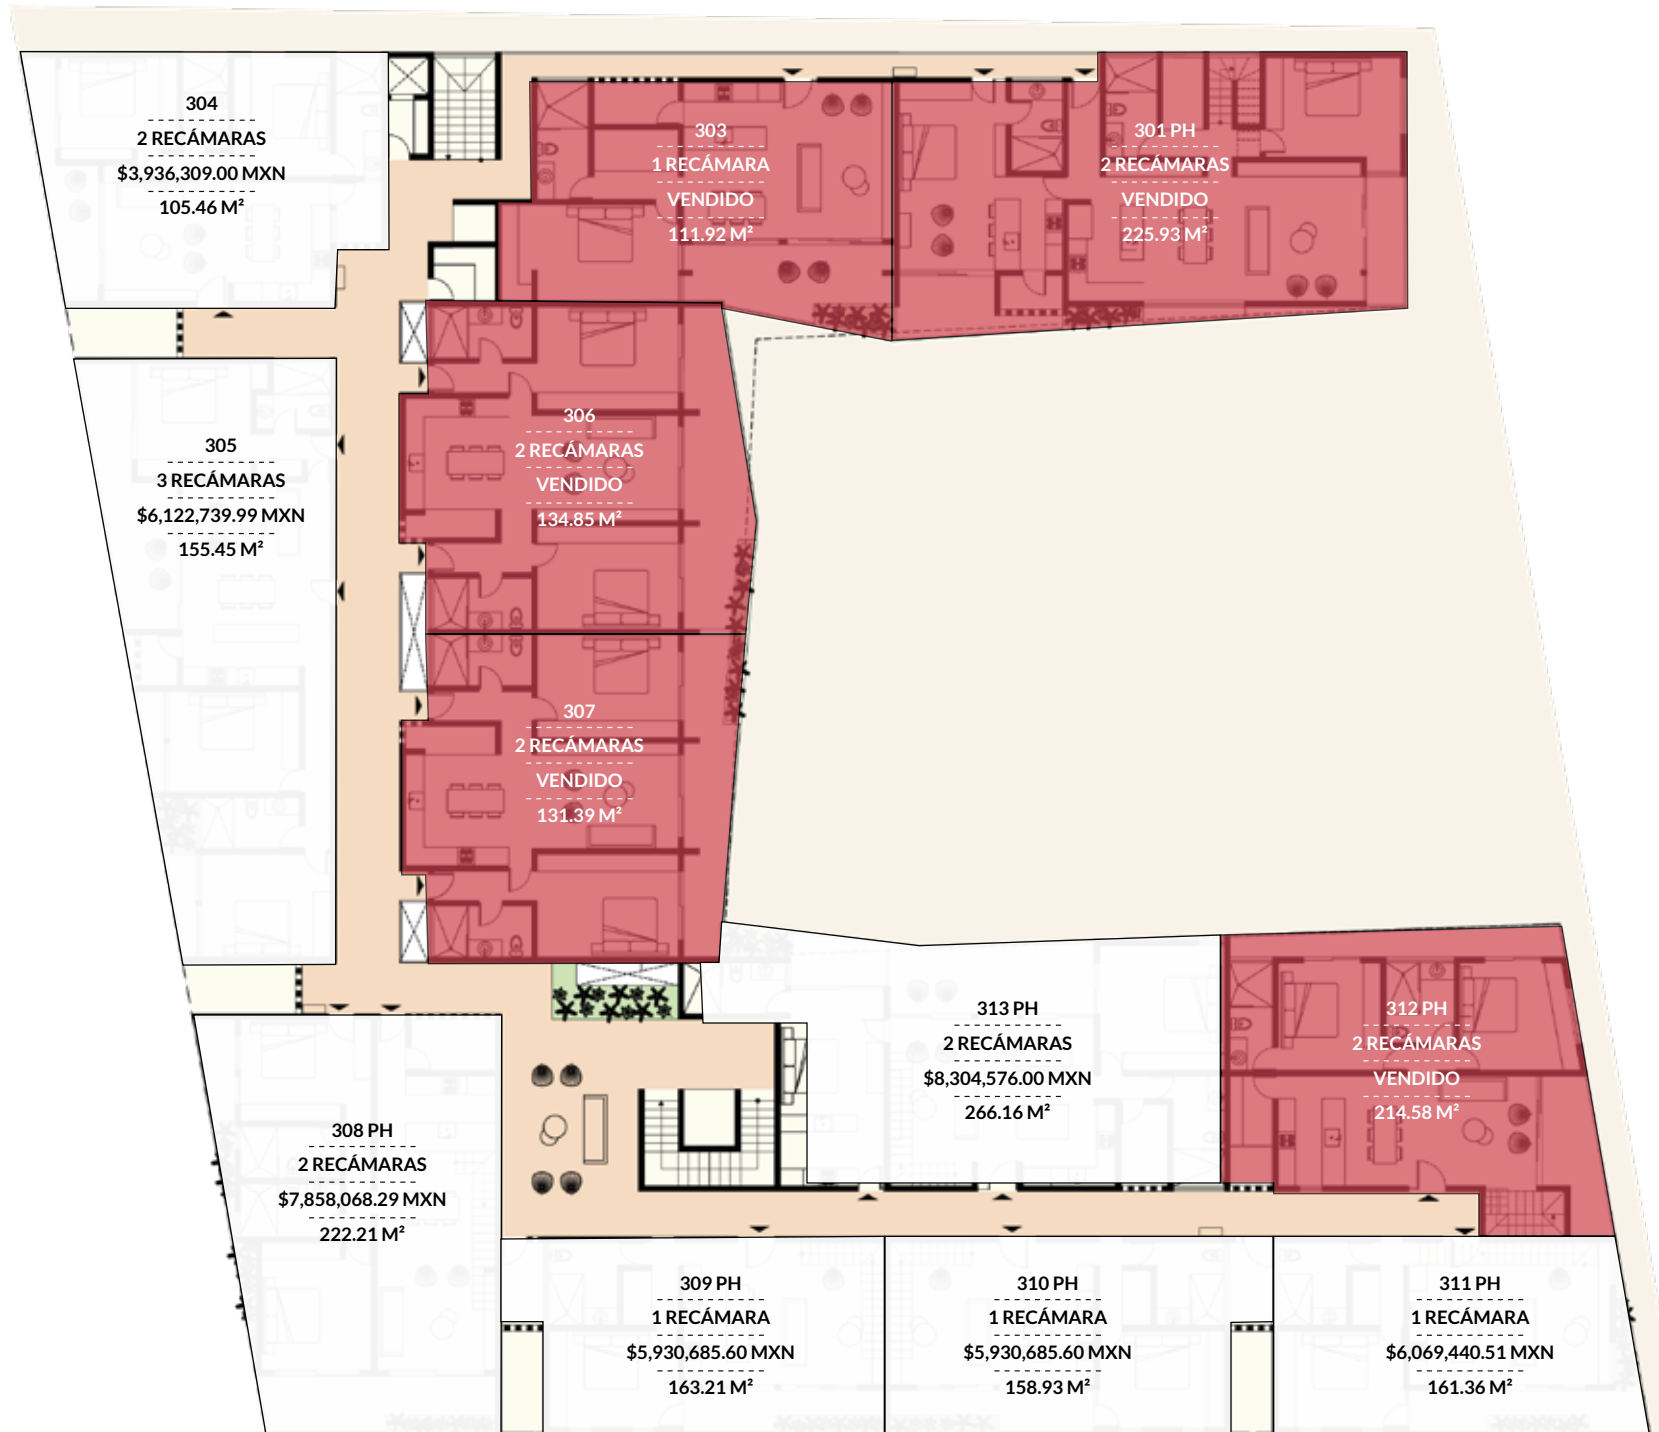 304
2 RECÁMARAS
$3,936,309.00 MXN
105.46 M²
303
1 RECÁMARA
VENDIDO
111.92 M²
301 PH
2 RECÁMARAS
VENDIDO
225.93 M²
305
3 RECÁMARAS
$6,122,739.99 MXN
155.45 M²
306
2 RECÁMARAS
VENDIDO
134.85 M²
307
2 RECÁMARAS
VENDIDO
131.39 M²
308 PH
2 RECÁMARAS
$7,858,068.29 MXN
222.21 M²
313 PH
2 RECÁMARAS
$8,304,576.00 MXN
266.16 M²
312 PH
2 RECÁMARAS
VENDIDO
214.58 M²
309 PH
1 RECÁMARA
$5,930,685.60 MXN
163.21 M²
310 PH
1 RECÁMARA
$5,930,685.60 MXN
158.93 M²
311 PH
1 RECÁMARA
$6,069,440.51 MXN
161.36 M²